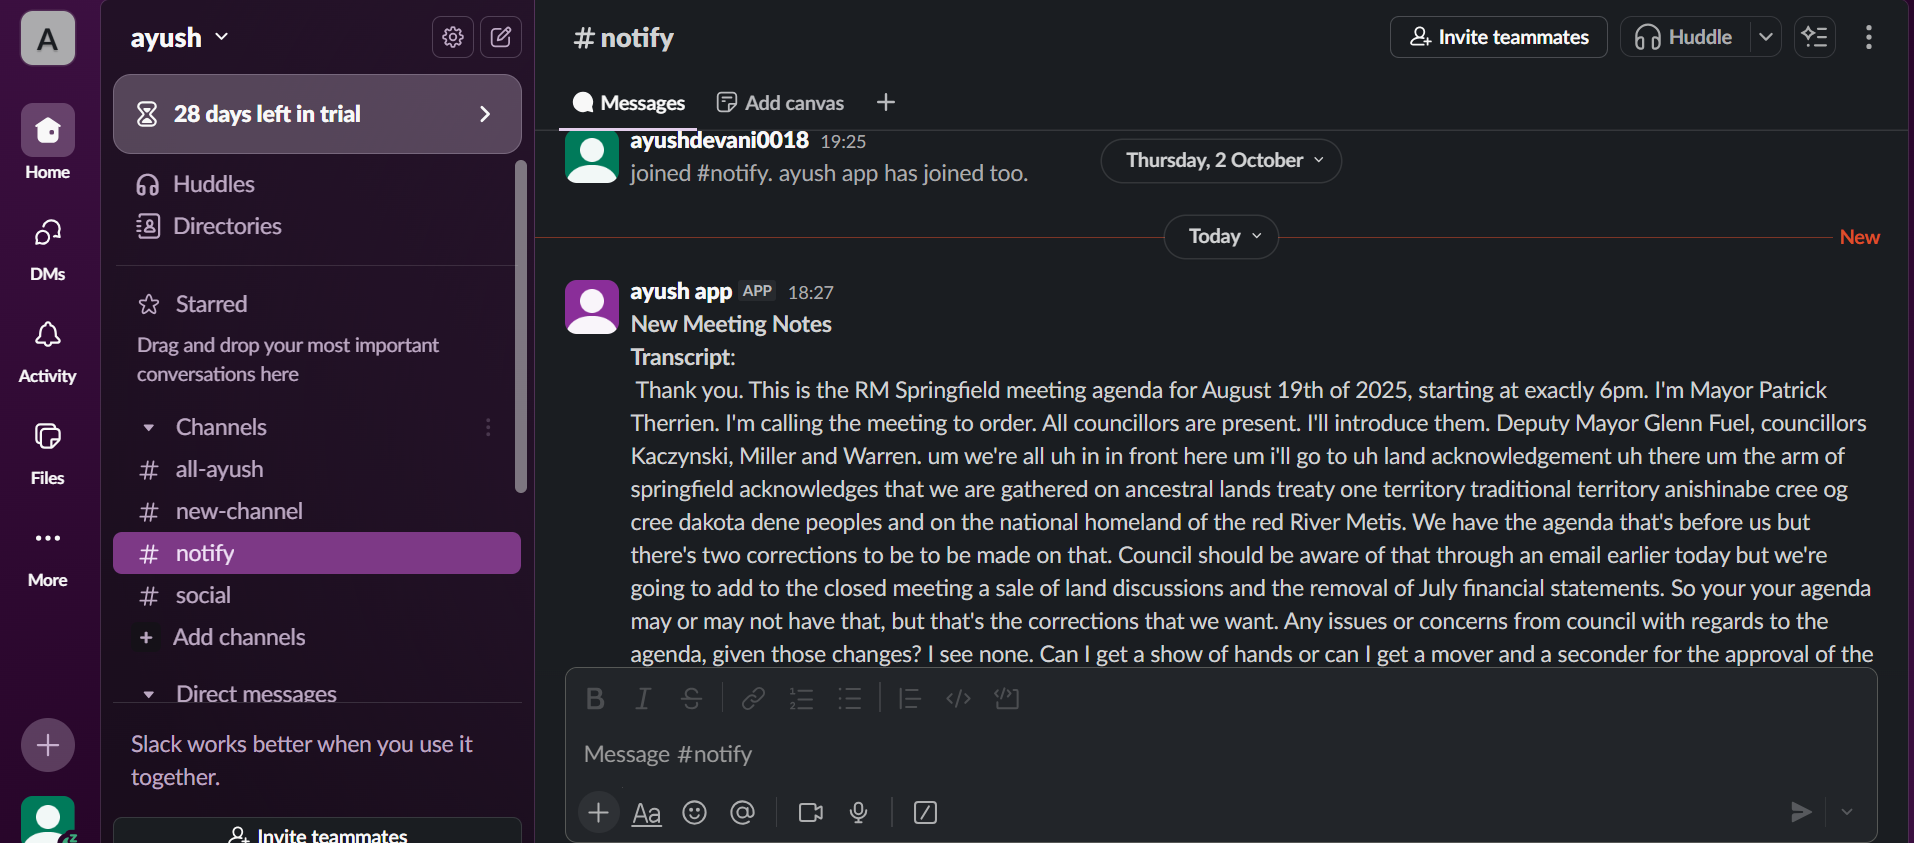 A
Home
DMs
Activity
Files
More
ayush
28 days left in trial
Huddles
Directories
Starred
Drag and drop your most important
conversations here
Channels
# all-ayush
# new-channel
# notify
# social
+ Add channels
Direct messages
Slack works better when you use it
together.
Invite teammates
# notify
Invite teammates
Huddle
Messages
Add canvas
ayushdevani0018 19:25
joined #notify. ayush app has joined too.
Thursday, 2 October
Today
New
ayush app APP 18:27
New Meeting Notes
Transcript:
Thank you. This is the RM Springfield meeting agenda for August 19th of 2025, starting at exactly 6pm. I'm Mayor Patrick
Therrien. I'm calling the meeting to order. All councillors are present. I'll introduce them. Deputy Mayor Glenn Fuel, councillors
Kaczynski, Miller and Warren. um we're all uh in in front here um i'll go to uh land acknowledgement uh there um the arm of
springfield acknowledges that we are gathered on ancestral lands treaty one territory traditional territory anishinabe cree og
cree dakota dene peoples and on the national homeland of the red River Metis. We have the agenda that's before us but
there's two corrections to be to be made on that. Council should be aware of that through an email earlier today but we're
going to add to the closed meeting a sale of land discussions and the removal of July financial statements. So your your agenda
may or may not have that, but that's the corrections that we want. Any issues or concerns from council with regards to the
agenda, given those changes? I see none. Can I get a show of hands or can I get a mover and a seconder for the approval of the
B I S
Message #notify
Aa